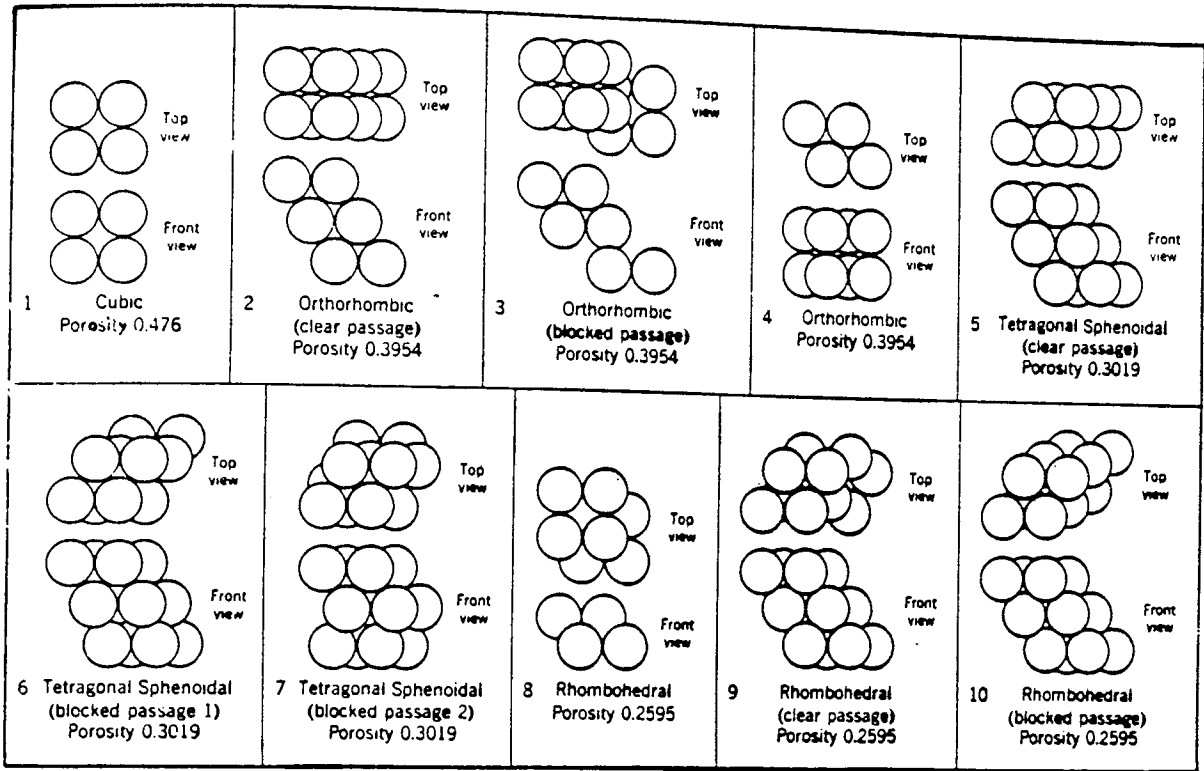 Top
view
Front
view
1 Cubic
Porosity 0.476
Top
view
Front
view
2 Orthorhombic
(clear passage)
Porosity 0.3954
Top
view
Front
view
3 Orthorhombic
(blocked passage)
Porosity 0.3954
Top
view
Front
view
4 Orthorhombic
Porosity 0.3954
Top
view
Front
view
5 Tetragonal Sphenoidal
(clear passage)
Porosity 0.3019
Top
view
Front
view
6 Tetragonal Sphenoidal
(blocked passage 1)
Porosity 0.3019
Top
view
Front
view
7 Tetragonal Sphenoidal
(blocked passage 2)
Porosity 0.3019
Top
view
Front
view
8 Rhombohedral
Porosity 0.2595
Top
view
Front
view
9 Rhombohedral
(clear passage)
Porosity 0.2595
Top
view
Front
view
10 Rhombohedral
(blocked passage)
Porosity 0.2595